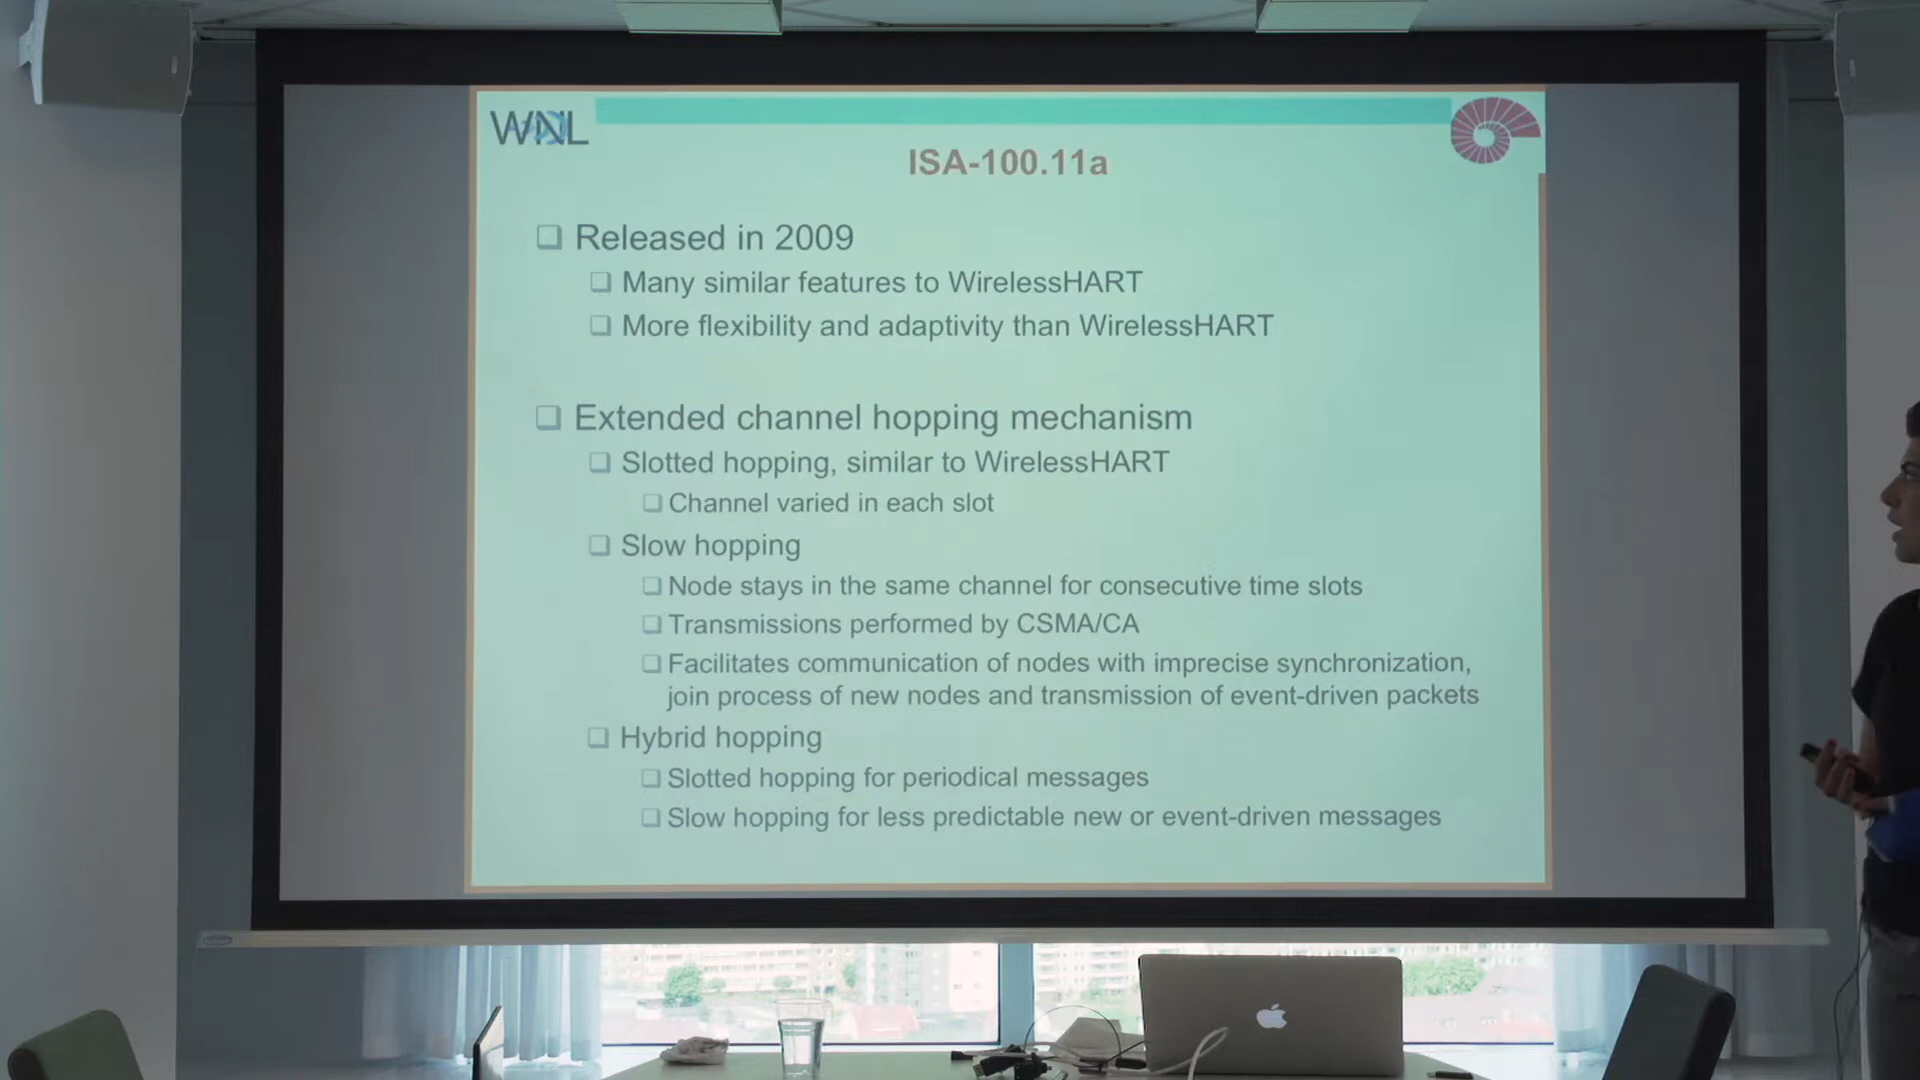 WNL
ISA-100.11a
Released in 2009
Many similar features to WirelessHART
More flexibility and adaptivity than WirelessHART
Extended channel hopping mechanism
Slotted hopping, similar to WirelessHART
Channel varied in each slot
Slow hopping
Node stays in the same channel for consecutive time slots
Transmissions performed by CSMA/CA
Facilitates communication of nodes with imprecise synchronization,
join process of new nodes and transmission of event-driven packets
Hybrid hopping
Slotted hopping for periodical messages
Slow hopping for less predictable new or event-driven messages